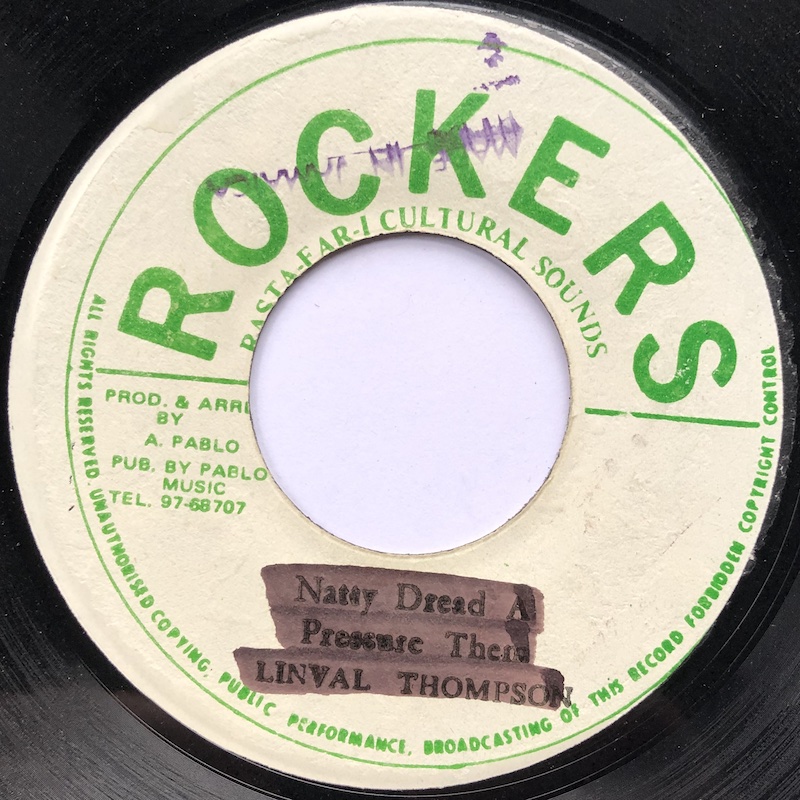 ROCKERS
RASTA-FAR-I CULTURAL SOUNDS
PROD. & ARR
BY
A. PABLO
PUB. BY PABLO
MUSIC
TEL. 97-68707
Natty Dread A
Pressure Them
LINVAL THOMPSON
ALL RIGHTS RESERVED. UNAUTHORISED COPYING, PUBLIC PERFORMANCE, BROADCASTING OF THIS RECORD FORBIDDEN COPYRIGHT CONTROL